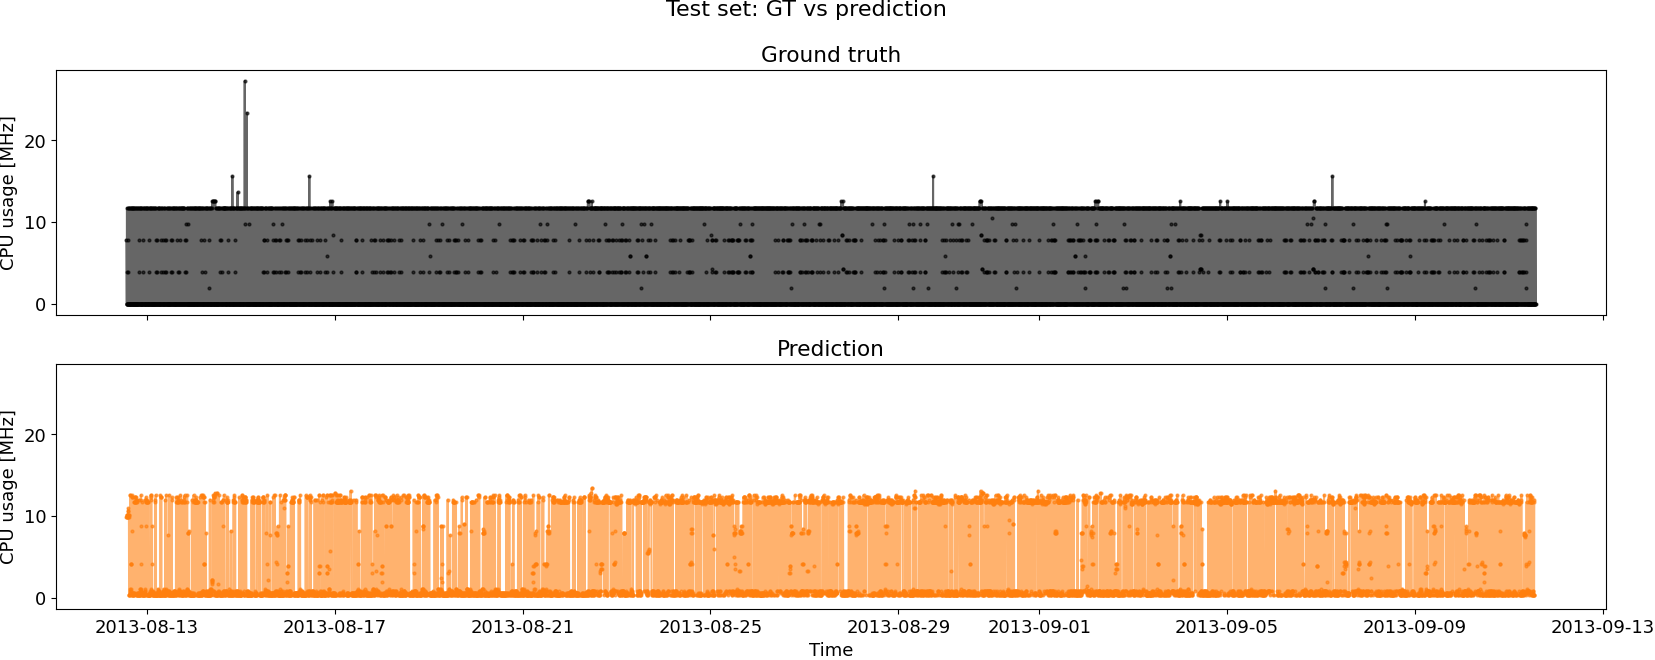 Test set: GT vs prediction
Ground truth
CPU usage [MHz]
20
10
0
Prediction
CPU usage [MHz]
20
10
0
2013-08-13 2013-08-17 2013-08-21 2013-08-25 2013-08-29 2013-09-01 2013-09-05 2013-09-09 2013-09-13
Time